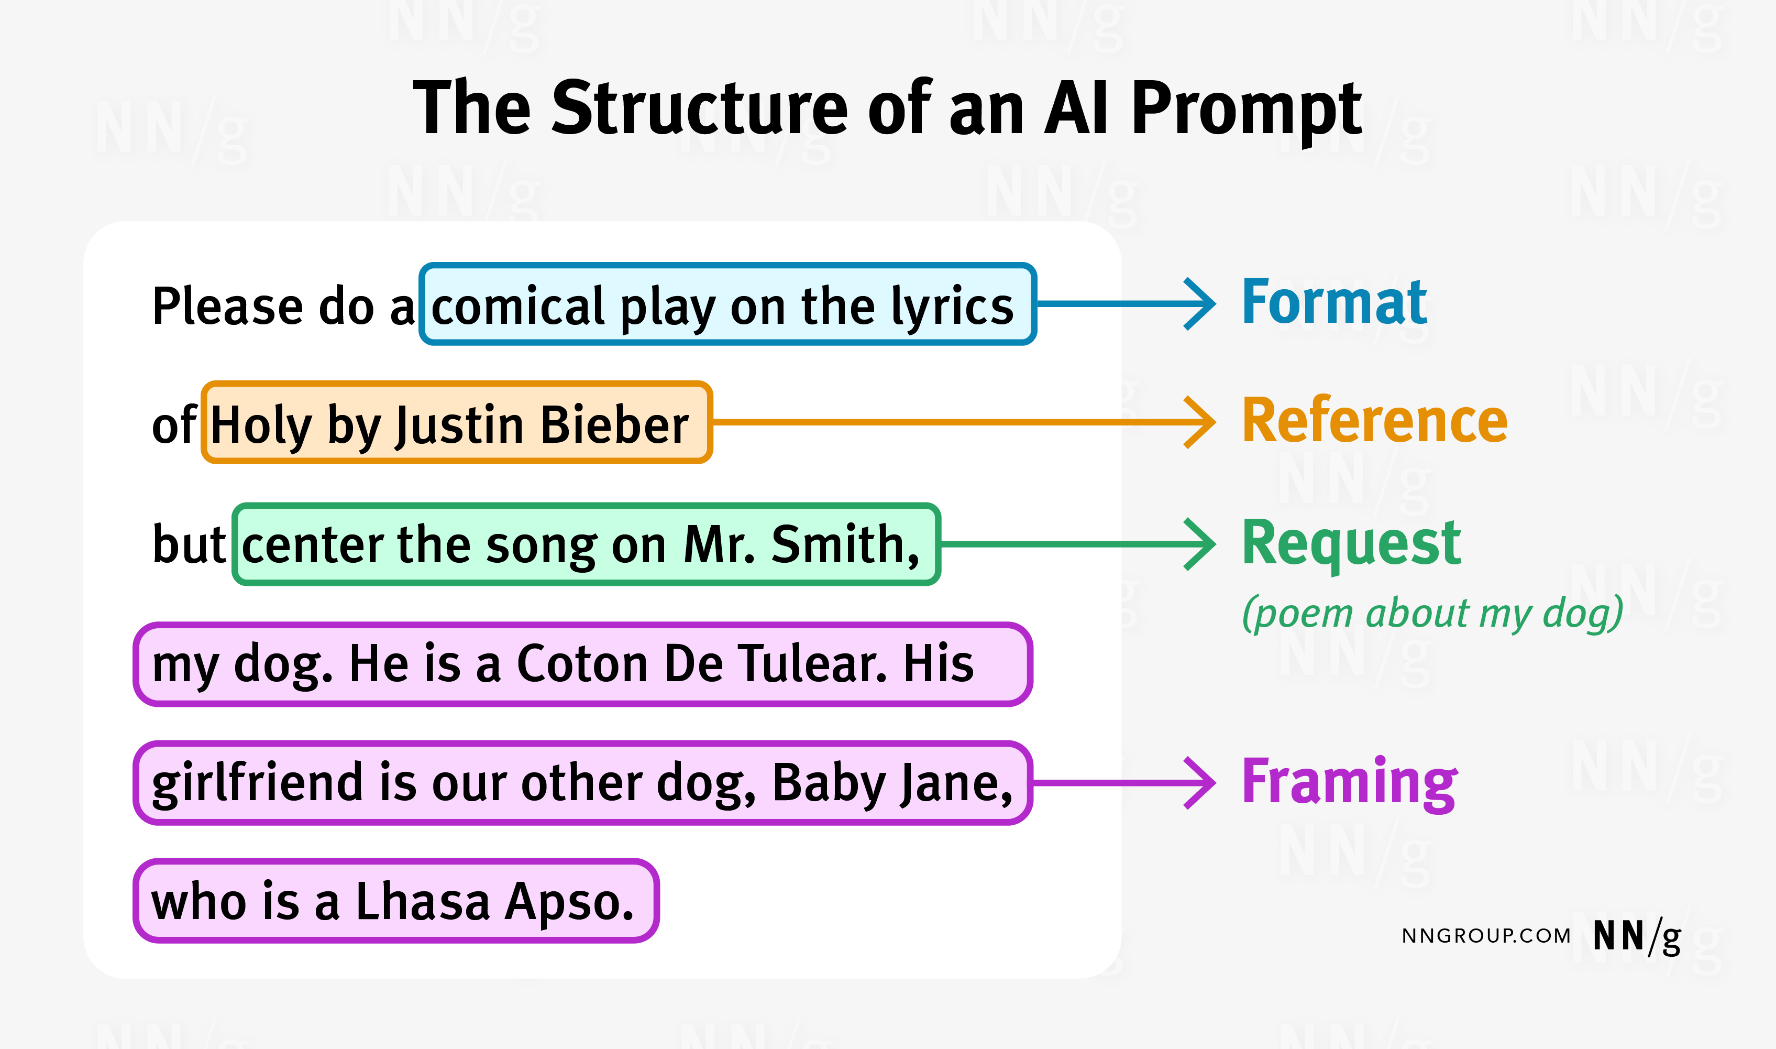 The Structure of an AI Prompt
Please do a comical play on the lyrics
Format
of Holy by Justin Bieber
Reference
but center the song on Mr. Smith,
Request
(poem about my dog)
my dog. He is a Coton De Tulear. His
girlfriend is our other dog, Baby Jane,
Framing
who is a Lhasa Apso.
NNGROUP.COM NN/g